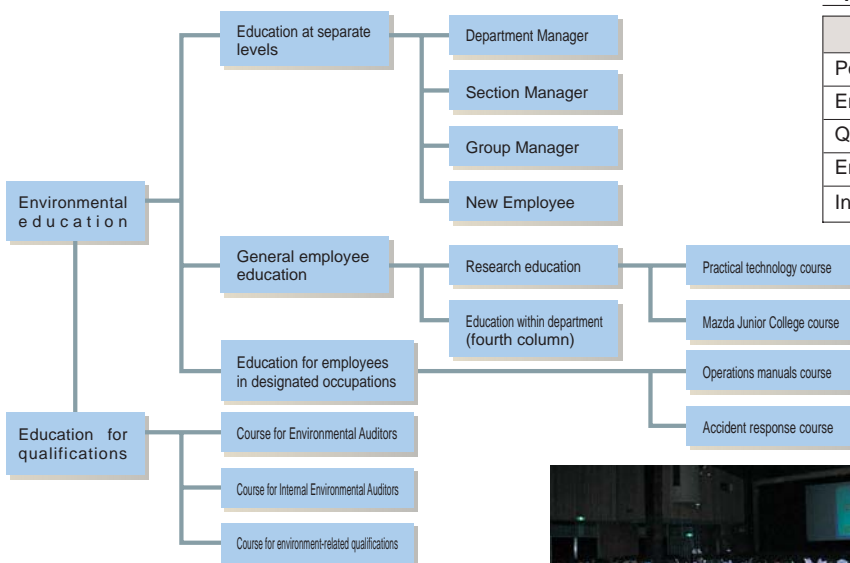 Environmental
education
Education at separate
levels
Department Manager
Section Manager
Group Manager
New Employee
General employee
education
Research education
Practical technology course
Mazda Junior College course
Education within department
(fourth column)
Education for employees
in designated occupations
Operations manuals course
Accident response course
Education for
qualifications
Course for Environmental Auditors
Course for Internal Environmental Auditors
Course for environment-related qualifications